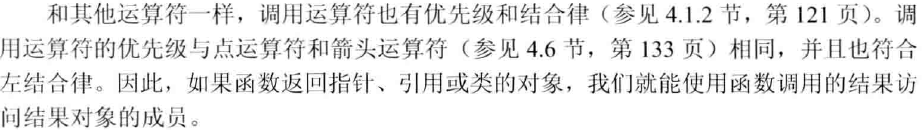 和其他运算符一样，调用运算符也有优先级和结合律（参见 4.1.2 节，第 121 页）。调
用运算符的优先级与点运算符和箭头运算符（参见 4.6 节，第 133 页）相同，并且也符合
左结合律。因此，如果函数返回指针、引用或类的对象，我们就能使用函数调用的结果访
问结果对象的成员。